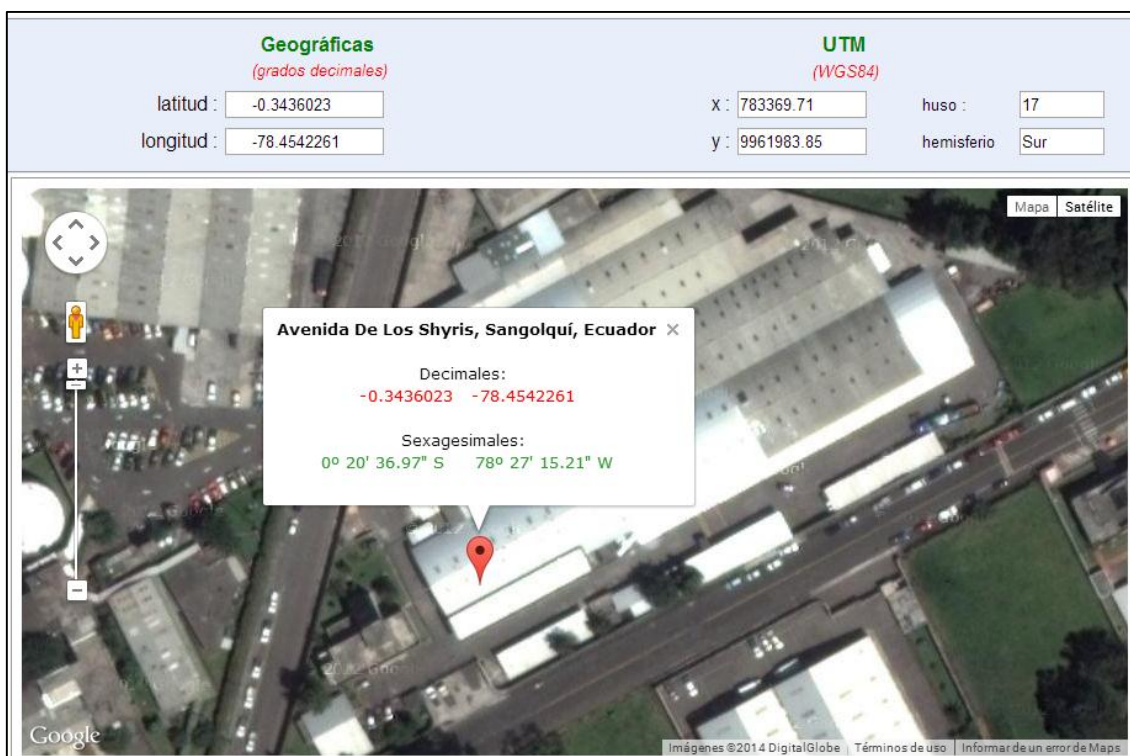 Geográficas UTM
(grados decimales) (WGS84)
latitud : -0.3436023 x : 783369.71 huso : 17
longitud : -78.4542261 y : 9961983.85 hemisferio Sur
Mapa Satélite
Avenida De Los Shyris, Sangolquí, Ecuador ×
Decimales:
-0.3436023 -78.4542261
Sexagesimales:
0º 20' 36.97" S 78º 27' 15.21" W
Google
Imágenes ©2014 DigitalGlobe Términos de uso Informar de un error de Maps